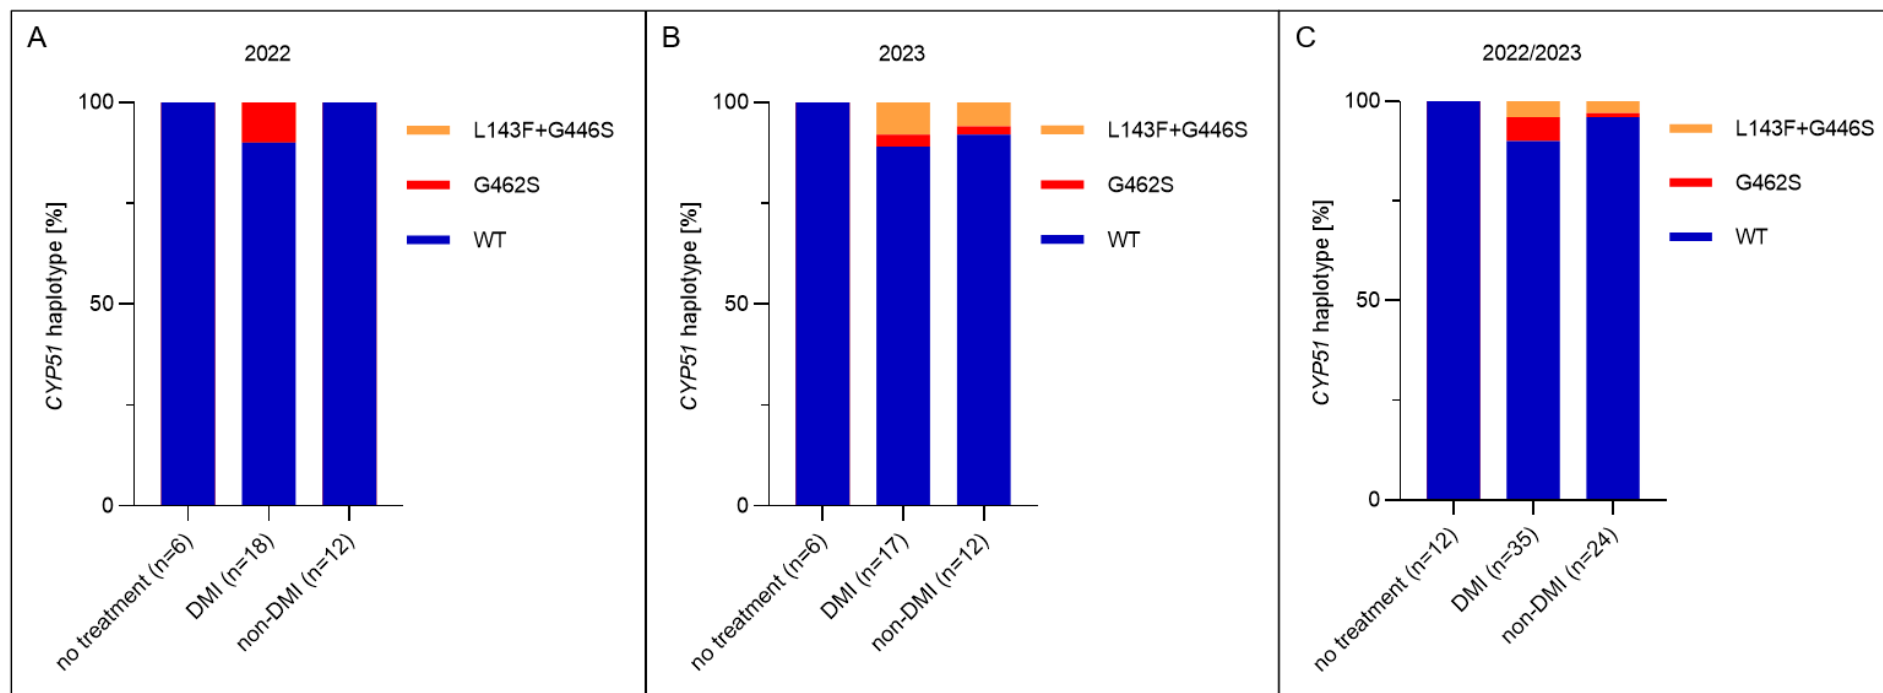 A
2022
100
50
0
CYP51 haplotype [%]
L143F+G446S
G462S
WT
no treatment (n=6)
DMI (n=18)
non-DMI (n=12)
B
2023
100
50
0
CYP51 haplotype [%]
L143F+G446S
G462S
WT
no treatment (n=6)
DMI (n=17)
non-DMI (n=12)
C
2022/2023
100
50
0
CYP51 haplotype [%]
L143F+G446S
G462S
WT
no treatment (n=12)
DMI (n=35)
non-DMI (n=24)